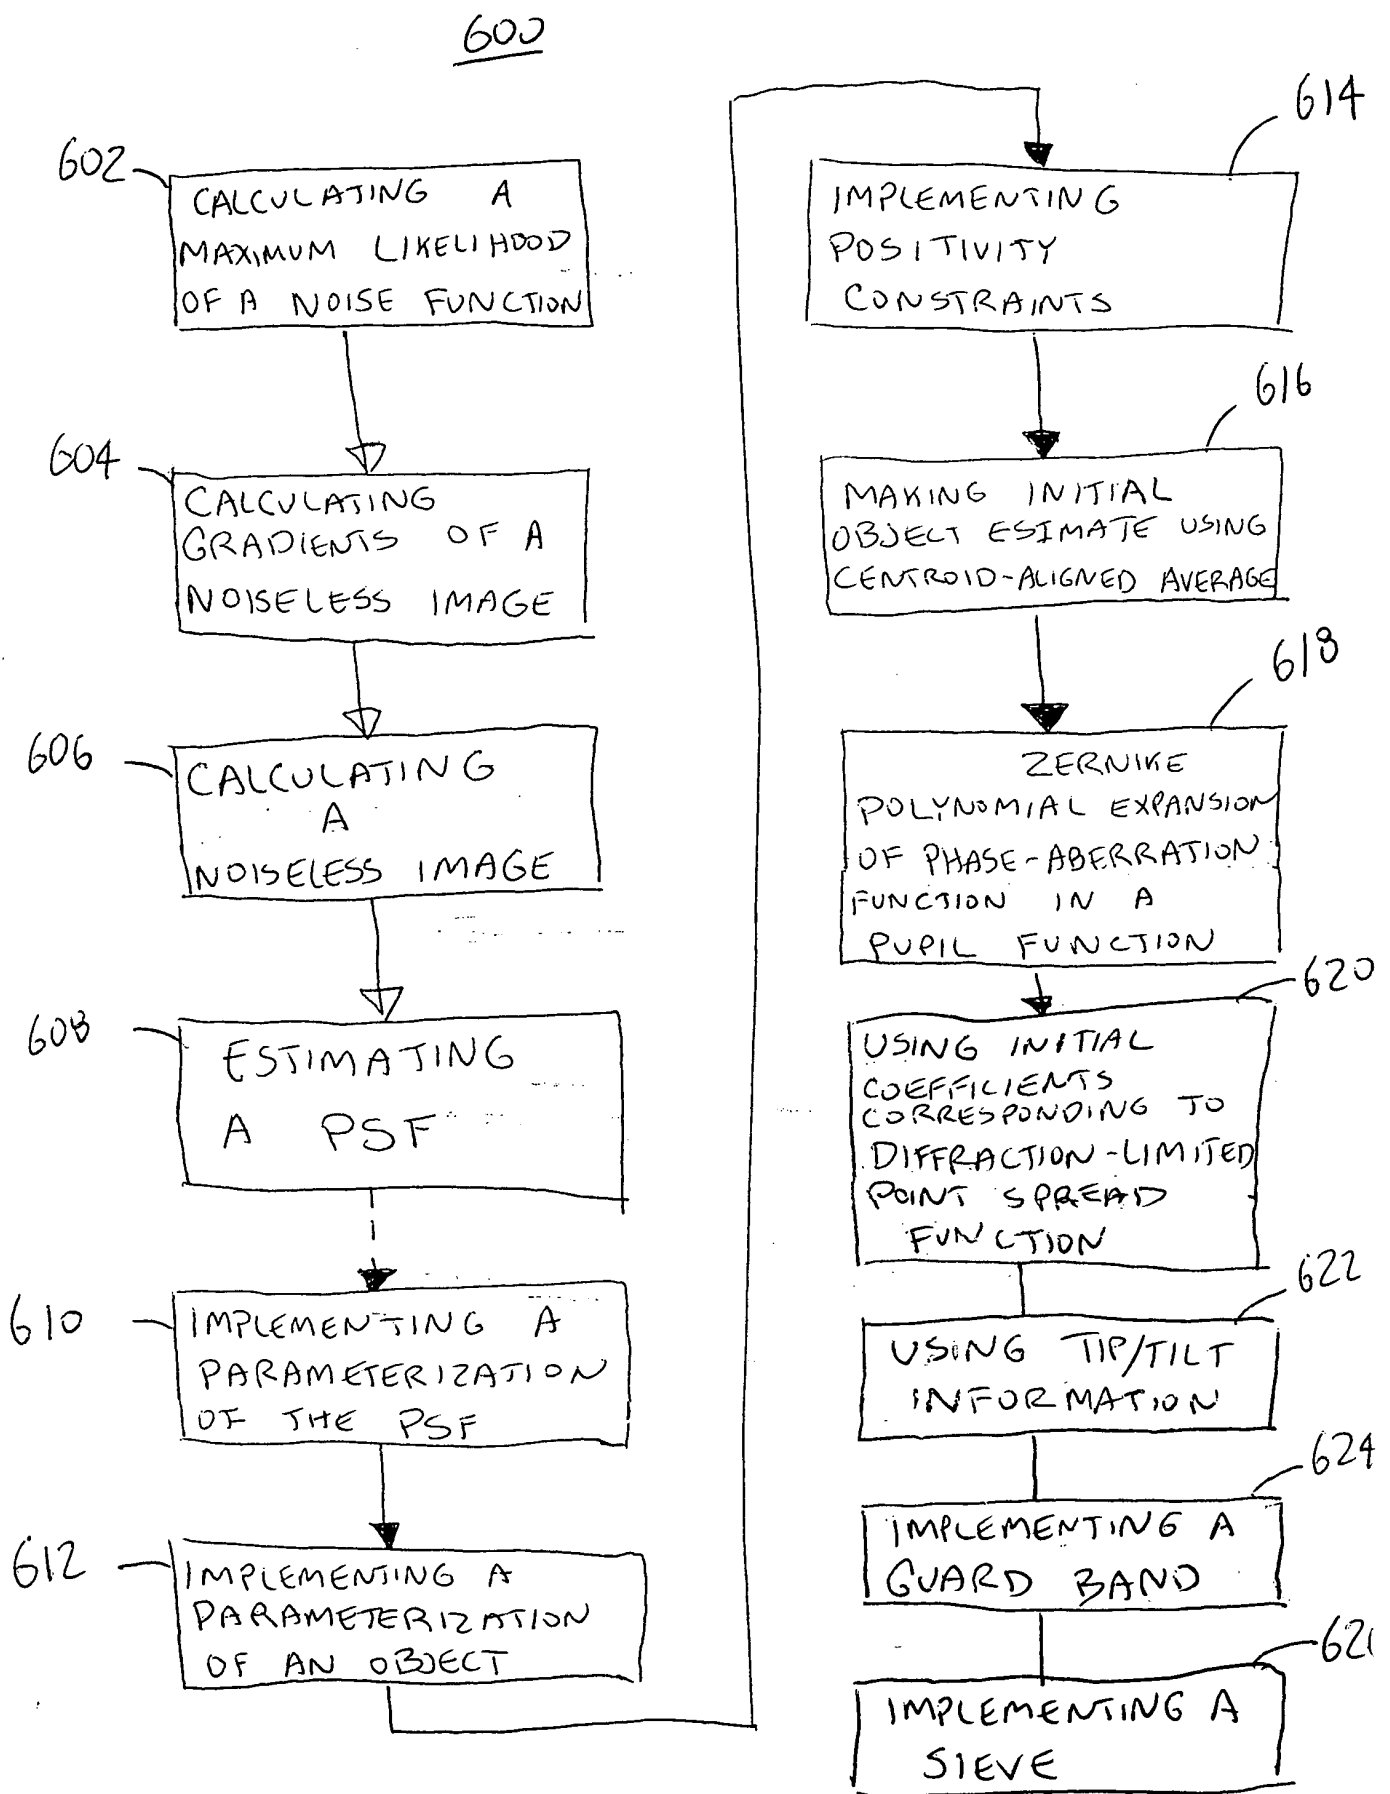 600
602
CALCULATING A
MAXIMUM LIKELIHOOD
OF A NOISE FUNCTION
604
CALCULATING
GRADIENTS OF A
NOISELESS IMAGE
606
CALCULATING
A
NOISELESS IMAGE
608
ESTIMATING
A PSF
610
IMPLEMENTING A
PARAMETERIZATION
OF THE PSF
612
IMPLEMENTING A
PARAMETERIZATION
OF AN OBJECT
614
IMPLEMENTING
POSITIVITY
CONSTRAINTS
616
MAKING INITIAL
OBJECT ESIMATE USING
CENTROID-ALIGNED AVERAGE
618
ZERNIKE
POLYNOMIAL EXPANSION
OF PHASE-ABERRATION
FUNCTION IN A
PUPIL FUNCTION
620
USING INITIAL
COEFFICIENTS
CORRESPONDING TO
DIFFRACTION-LIMITED
POINT SPREAD
FUNCTION
622
USING TIP/TILT
INFORMATION
624
IMPLEMENTING A
GUARD BAND
IMPLEMENTING A
SIEVE